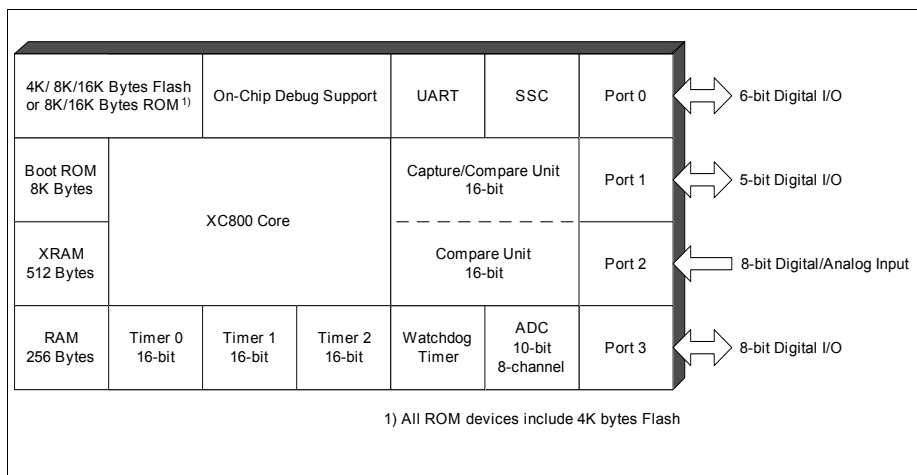 4K/ 8K/16K Bytes Flash
or 8K/16K Bytes ROM 1)
On-Chip Debug Support
UART
SSC
Port 0
6-bit Digital I/O
Boot ROM
8K Bytes
XC800 Core
Capture/Compare Unit
16-bit
Port 1
5-bit Digital I/O
XRAM
512 Bytes
Compare Unit
16-bit
Port 2
8-bit Digital/Analog Input
RAM
256 Bytes
Timer 0
16-bit
Timer 1
16-bit
Timer 2
16-bit
Watchdog
Timer
ADC
10-bit
8-channel
Port 3
8-bit Digital I/O
1) All ROM devices include 4K bytes Flash